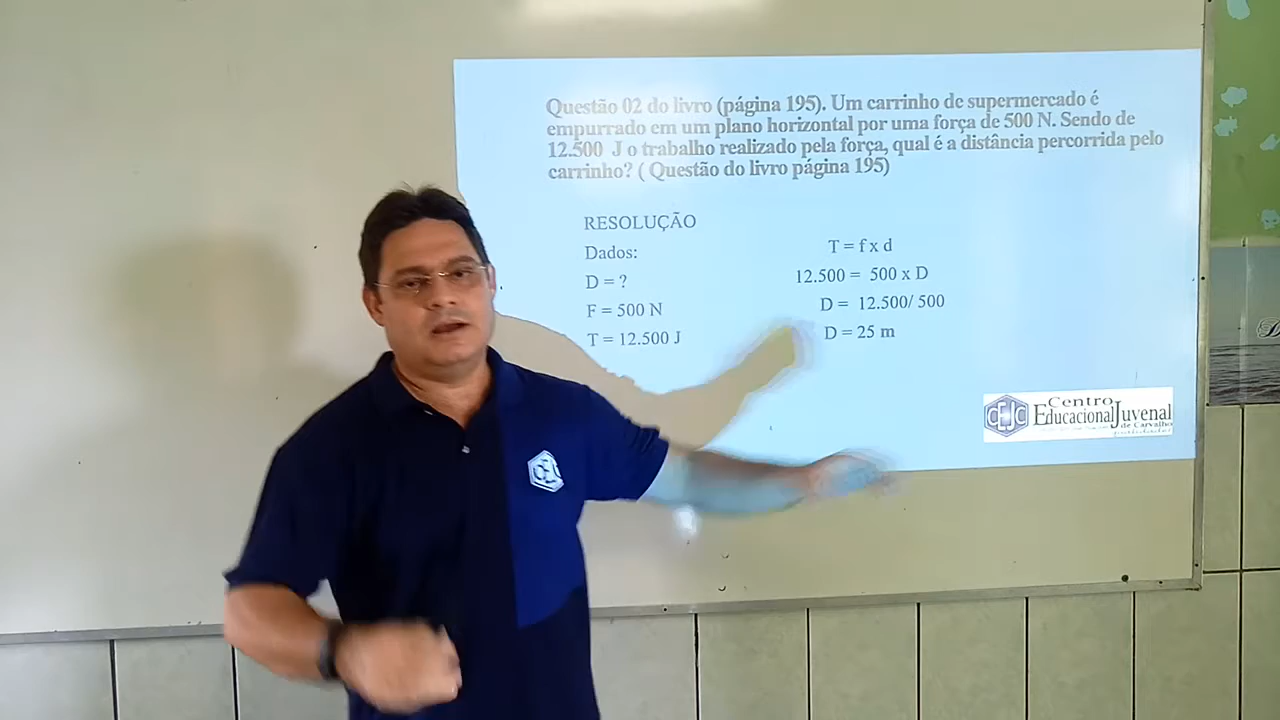 Questão 02 do livro (página 195). Um carrinho de supermercado é
empurrado em um plano horizontal por uma força de 500 N. Sendo de
12.500 J o trabalho realizado pela força, qual é a distância percorrida pelo
carrinho? ( Questão do livro página 195)
RESOLUÇÃO
Dados:
D = ?
F = 500 N
T = 12.500 J
T = f x d
12.500 = 500 x D
D = 12.500/ 500
D = 25 m
CEJC
Centro
Educacional Juvenal
de Carvalho